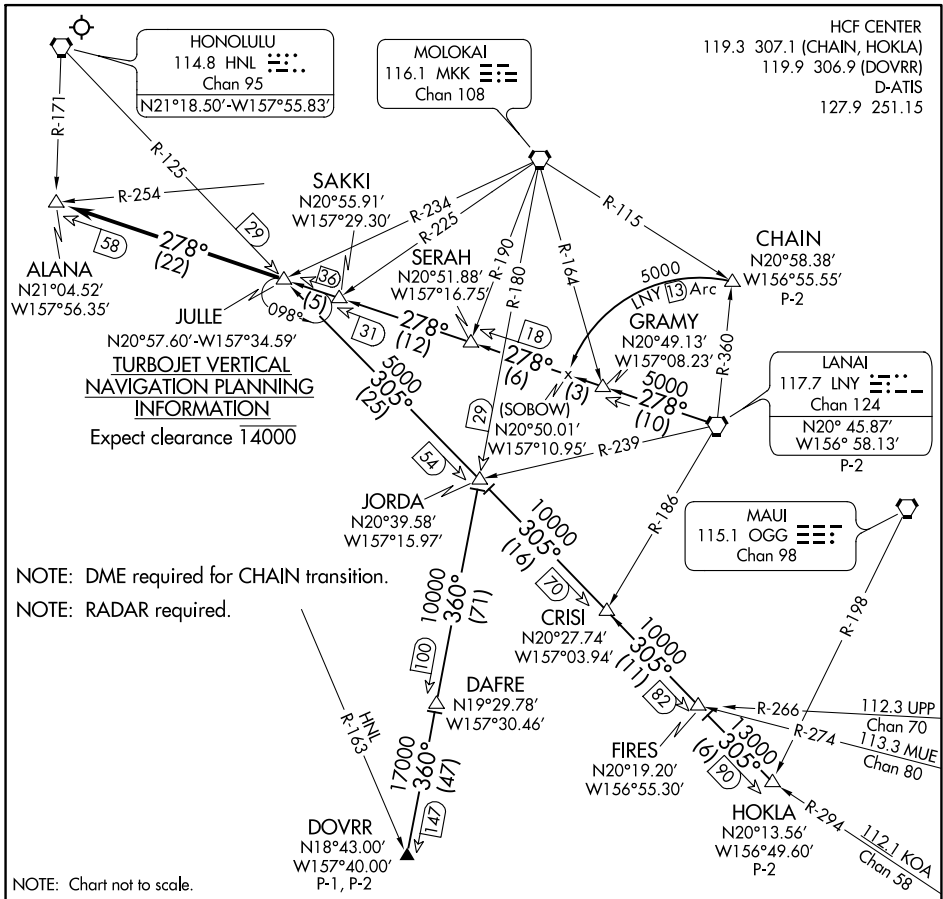 HCF CENTER
119.3 307.1 (CHAIN, HOKLA)
119.9 306.9 (DOVRR)
D-ATIS
127.9 251.15
HONOLULU
114.8 HNL
Chan 95
N21°18.50'-W157°55.83'
MOLOKAI
116.1 MKK
Chan 108
R-171
R-125
R-254
29
58
278°
(22)
ALANA
N21°04.52'
W157°56.35'
SAKKI
N20°55.91'
W157°29.30'
R-234
R-225
R-190
R-180
R-164
R-115
SERAH
N20°51.88'
W157°16.75'
CHAIN
N20°58.38'
W156°55.55'
P-2
5000
LNY 13 Arc
GRAMY
N20°49.13'
W157°08.23'
R-360
36
(5)
098°
31
278°
(12)
18
278°
(6)
(3)
5000
278°
(10)
JULLE
N20°57.60'-W157°34.59'
LANAI
117.7 LNY
Chan 124
N20° 45.87'
W156° 58.13'
P-2
TURBOJET VERTICAL
NAVIGATION PLANNING
INFORMATION
Expect clearance 14000
5000
305°
(25)
29
(SOBOW)
N20°50.01'
W157°10.95'
R-239
54
R-186
JORDA
N20°39.58'
W157°15.97'
MAUI
115.1 OGG
Chan 98
10000
305°
(16)
70
R-198
NOTE: DME required for CHAIN transition.
NOTE: RADAR required.
10000
360°
(71)
100
CRISI
N20°27.74'
W157°03.94'
10000
305°
(11)
82
DAFRE
N19°29.78'
W157°30.46'
R-266
112.3 UPP
Chan 70
R-274
113.3 MUE
Chan 80
HNL
R-163
17000
360°
(47)
147
FIRES
N20°19.20'
W156°55.30'
13000
305°
(6)
90
HOKLA
N20°13.56'
W156°49.60'
P-2
R-294
112.1 KOA
Chan 58
DOVRR
N18°43.00'
W157°40.00'
P-1, P-2
NOTE: Chart not to scale.